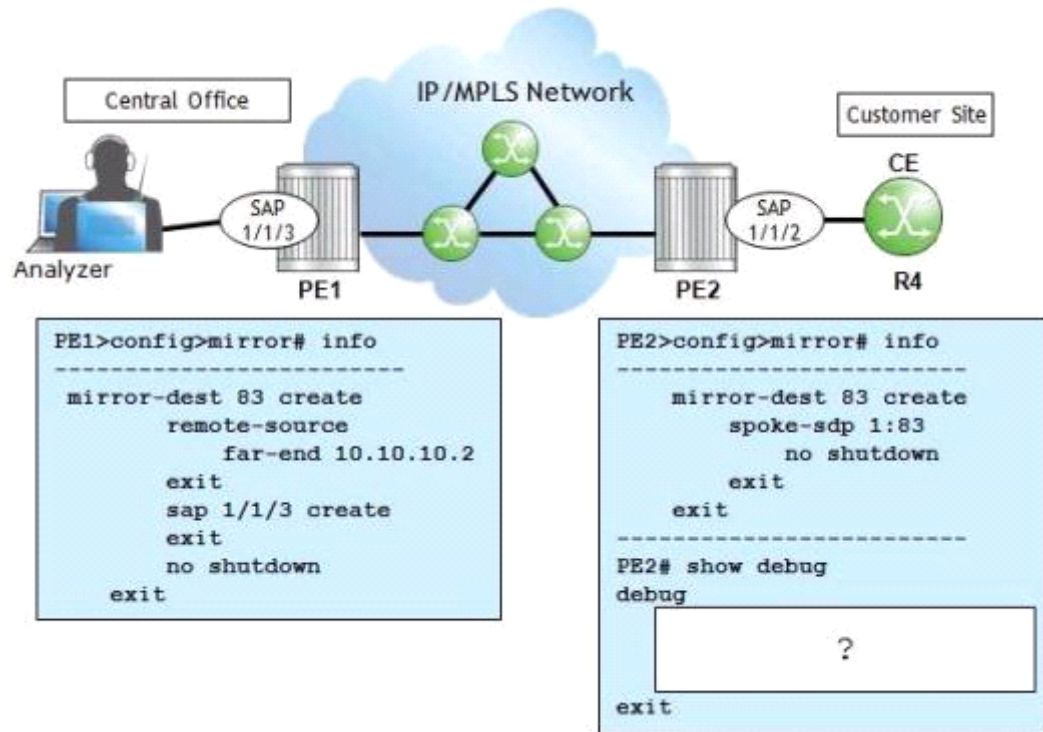 Central Office
IP/MPLS Network
Customer Site
CE
SAP
1/1/3
SAP
1/1/2
Analyzer
PE1
PE2
R4
PE1>config>mirror# info
--------------------------
mirror-dest 83 create
remote-source
far-end 10.10.10.2
exit
sap 1/1/3 create
exit
no shutdown
exit
PE2>config>mirror# info
--------------------------
mirror-dest 83 create
spoke-sdp 1:83
no shutdown
exit
exit
--------------------------
PE2# show debug
debug
?
exit